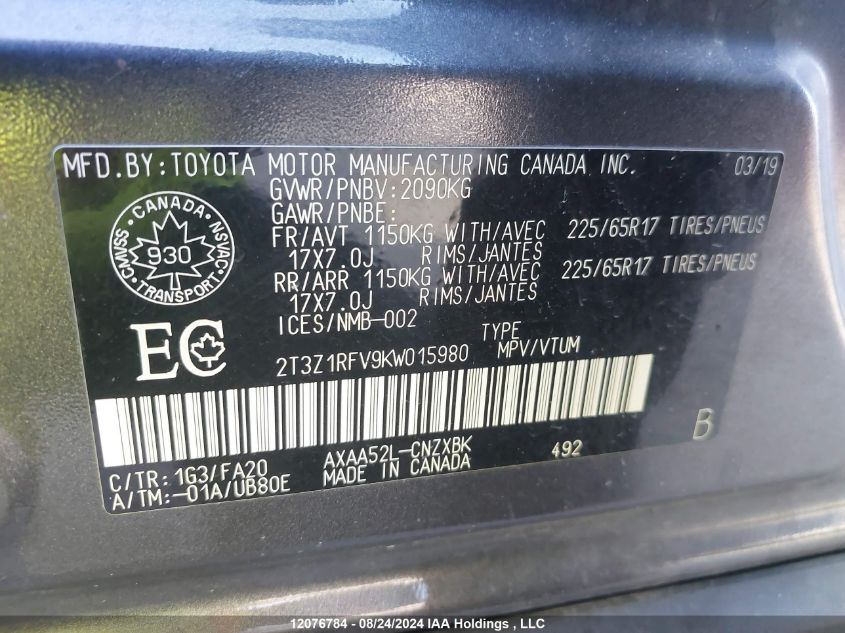 MFD.BY:TOYOTA MOTOR MANUFACTURING CANADA INC. 03/19
GVWR/PNBV:2090KG
GAWR/PNBE:
FR/AVT 1150KG WITH/AVEC 225/65R17 TIRES/PNEUS
17X7.0J RIMS/JANTES
RR/ARR 1150KG WITH/AVEC 225/65R17 TIRES/PNEUS
17X7.0J RIMS/JANTES
ICES/NMB-002
CANADA
CMVSS NSVAC
930
TRANSPORT
EC
TYPE
2T3Z1RFV9KW015980 MPV/VTUM
B
C/TR: 1G3/FA20 AXAA52L-CNZXBK 492
A/TM:-01A/UB80E MADE IN CANADA
12076784 - 08/24/2024 IAA Holdings , LLC